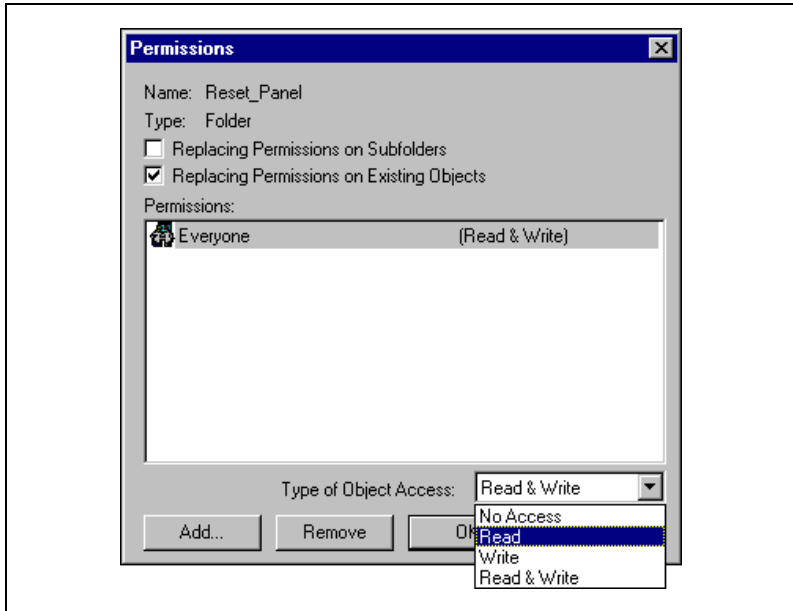 Permissions
Name: Reset_Panel
Type: Folder
Replacing Permissions on Subfolders
Replacing Permissions on Existing Objects
Permissions:
Everyone (Read & Write)
Type of Object Access: Read & Write
No Access
Read
Write
Read & Write
Add... Remove